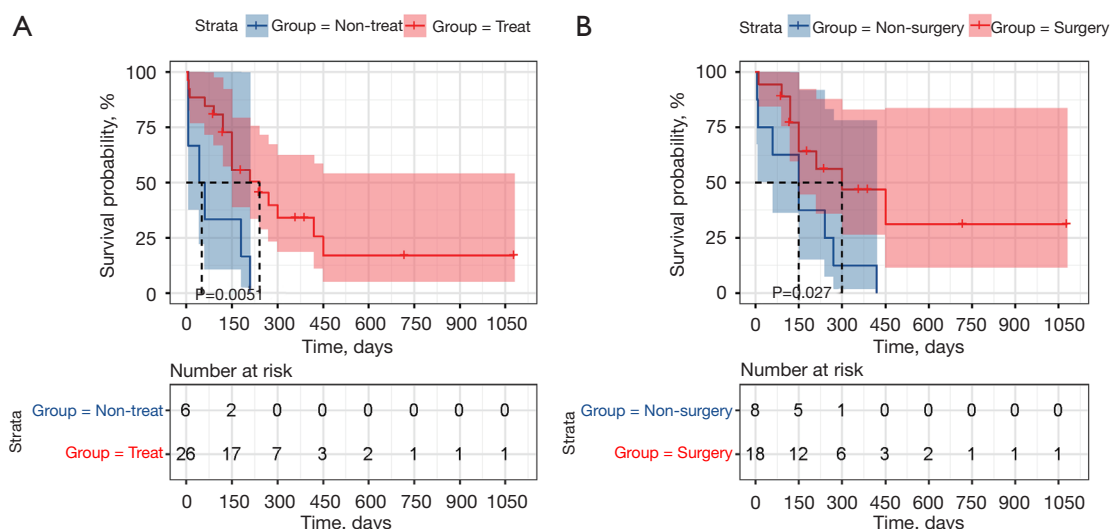 A
Strata Group = Non-treat Group = Treat
Survival probability, %
100
75
50
25
0
P=0.0051
0 150 300 450 600 750 900 1050
Time, days
Number at risk
Strata
Group = Non-treat 6 2 0 0 0 0 0 0
Group = Treat 26 17 7 3 2 1 1 1
0 150 300 450 600 750 900 1050
Time, days
B
Strata Group = Non-surgery Group = Surgery
Survival probability, %
100
75
50
25
0
P=0.027
0 150 300 450 600 750 900 1050
Time, days
Number at risk
Strata
Group = Non-surgery 8 5 1 0 0 0 0 0
Group = Surgery 18 12 6 3 2 1 1 1
0 150 300 450 600 750 900 1050
Time, days